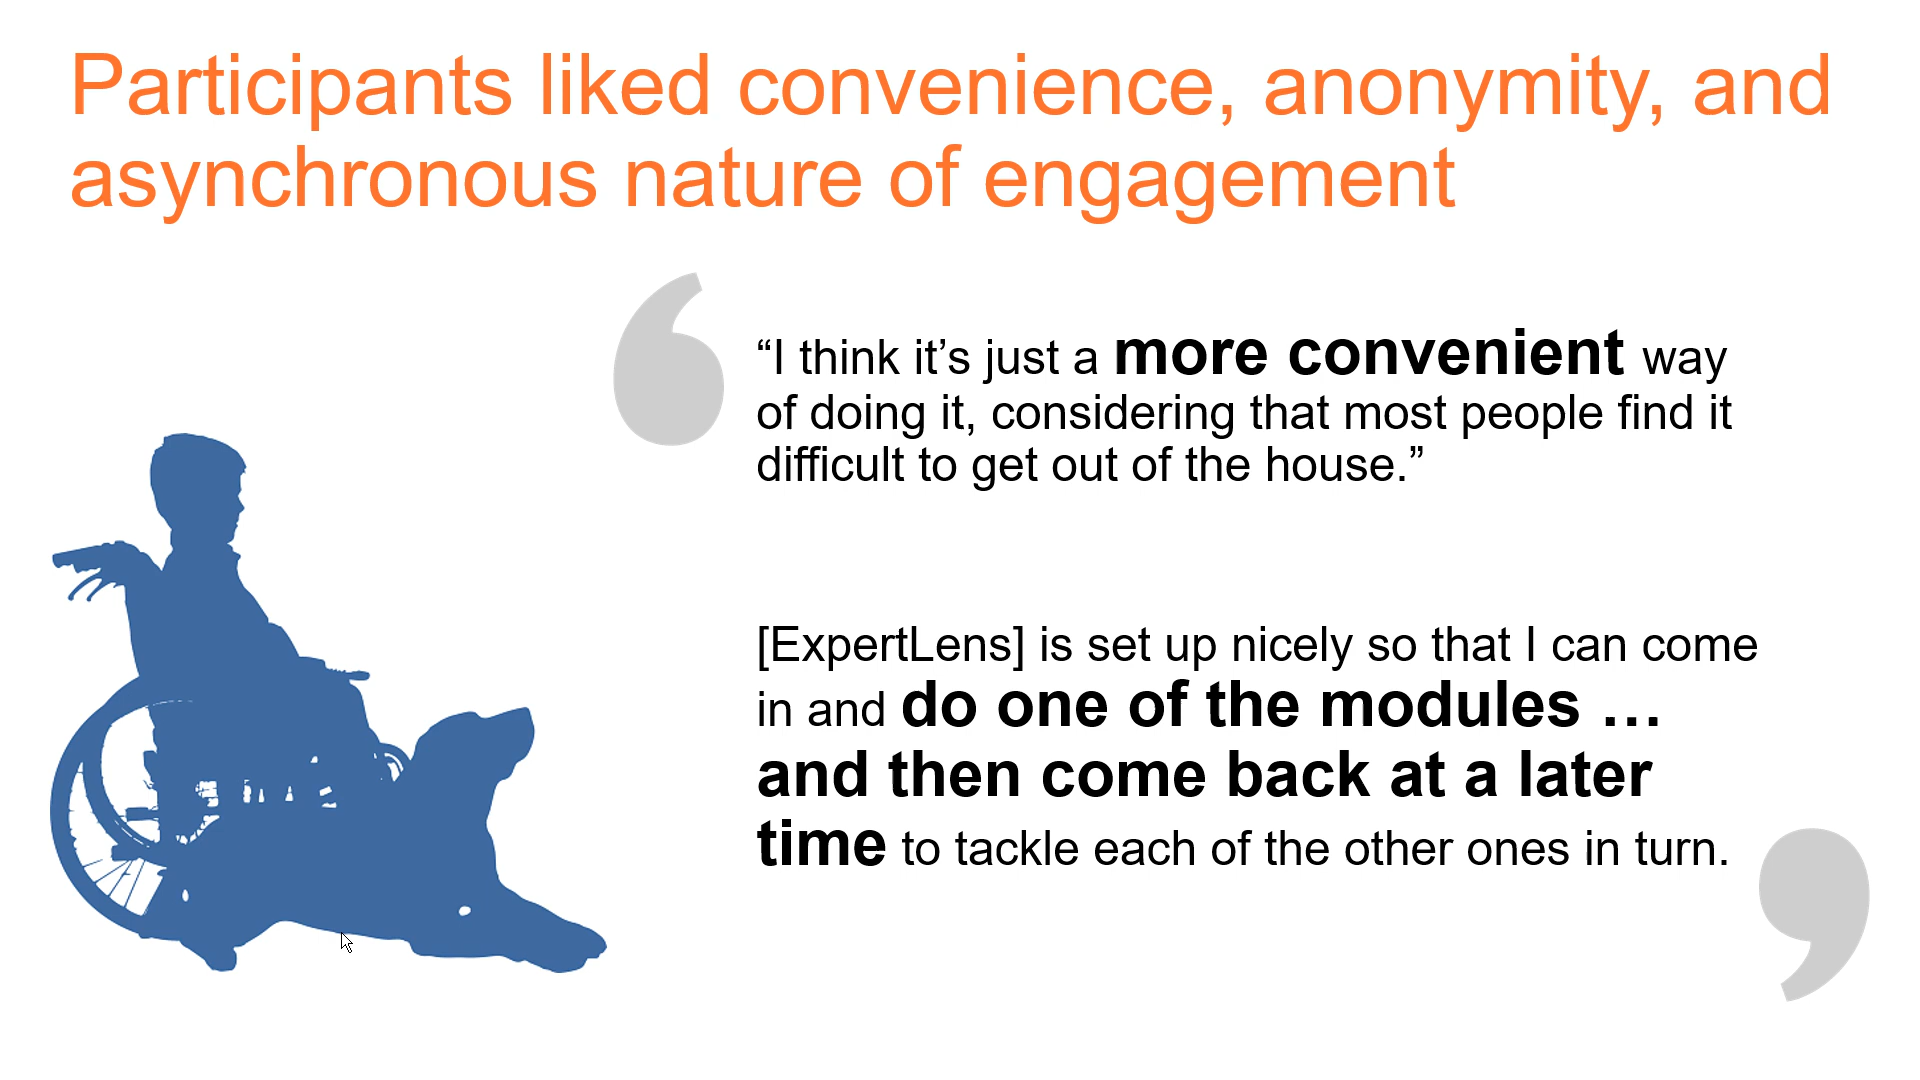 Participants liked convenience, anonymity, and
asynchronous nature of engagement
“I think it’s just a more convenient way
of doing it, considering that most people find it
difficult to get out of the house.”
[ExpertLens] is set up nicely so that I can come
in and do one of the modules …
and then come back at a later
time to tackle each of the other ones in turn.